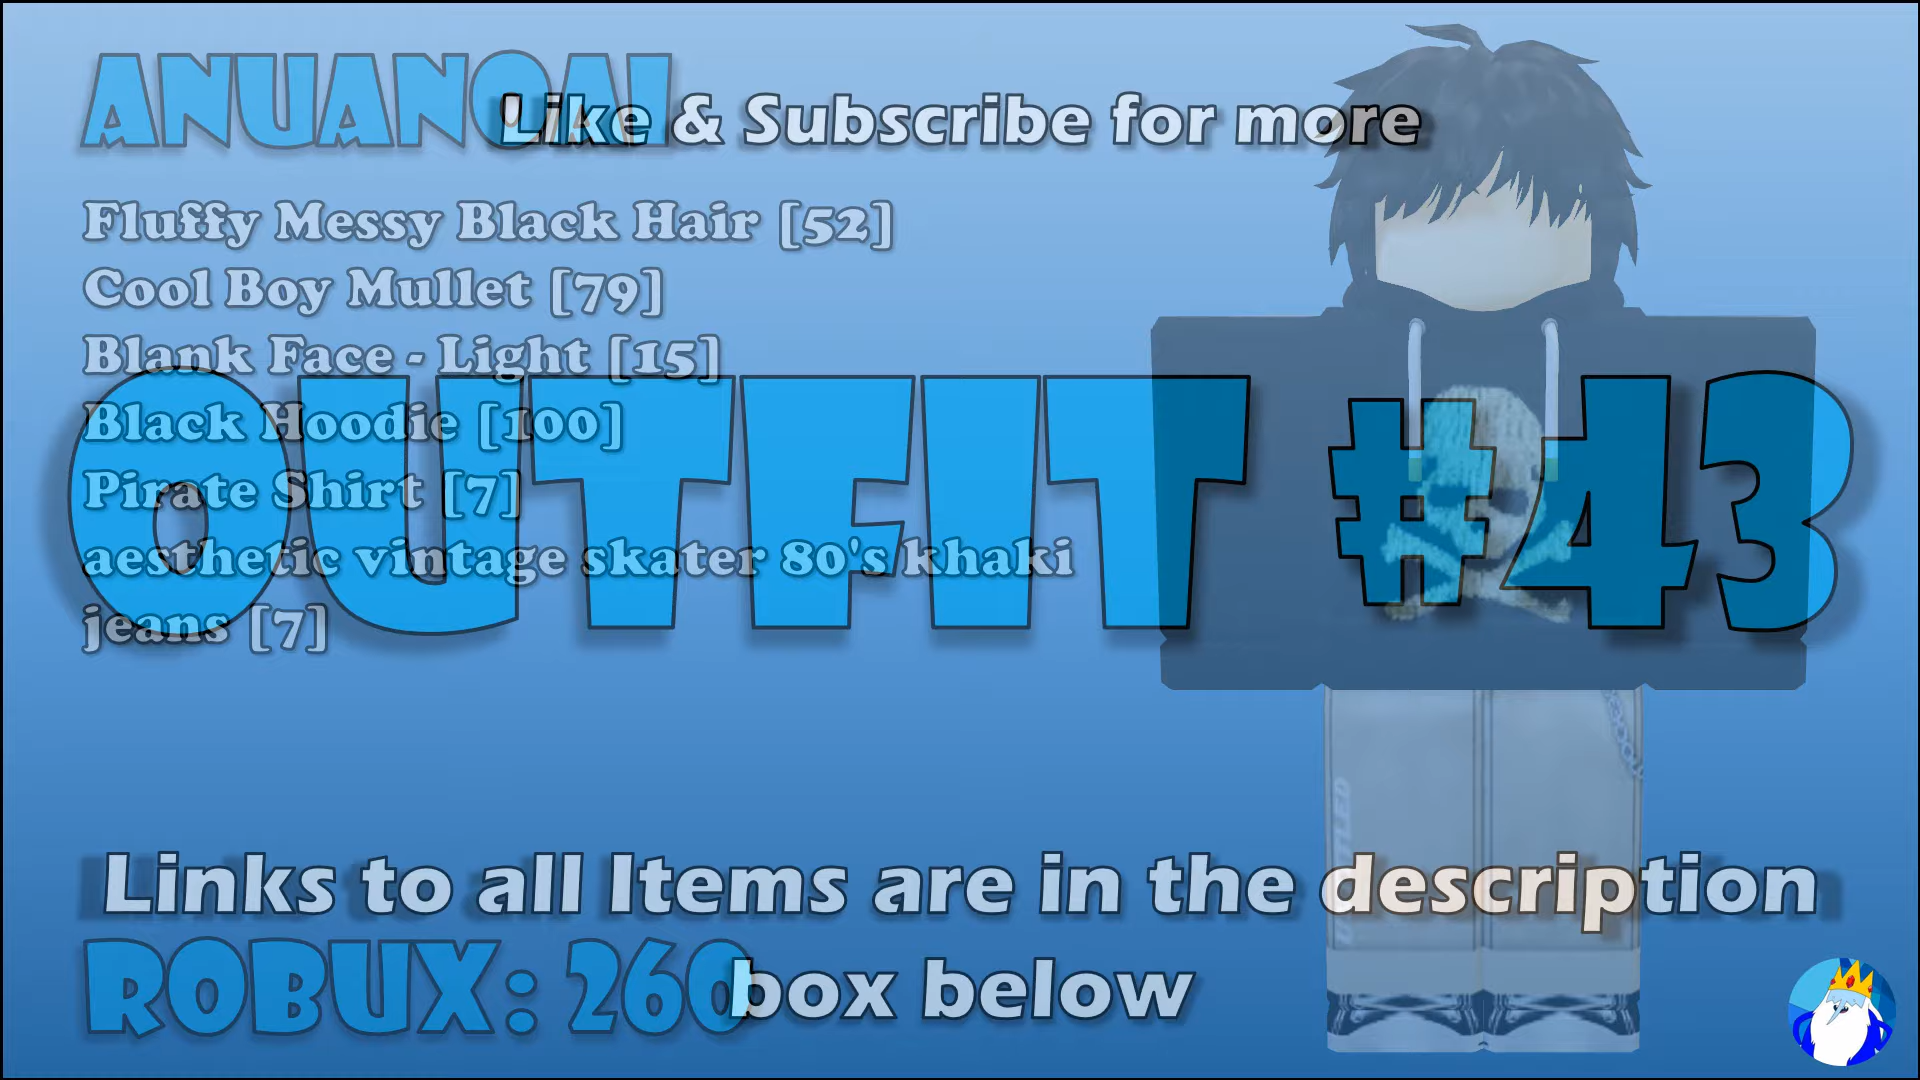 ANUANOAI
Like & Subscribe for more
Fluffy Messy Black Hair [52]
Cool Boy Mullet [79]
Blank Face - Light [15]
Black Hoodie [100]
Pirate Shirt [7]
aesthetic vintage skater 80's khaki
jeans [7]
OUTFIT #43
Links to all Items are in the description
box below
ROBUX: 260